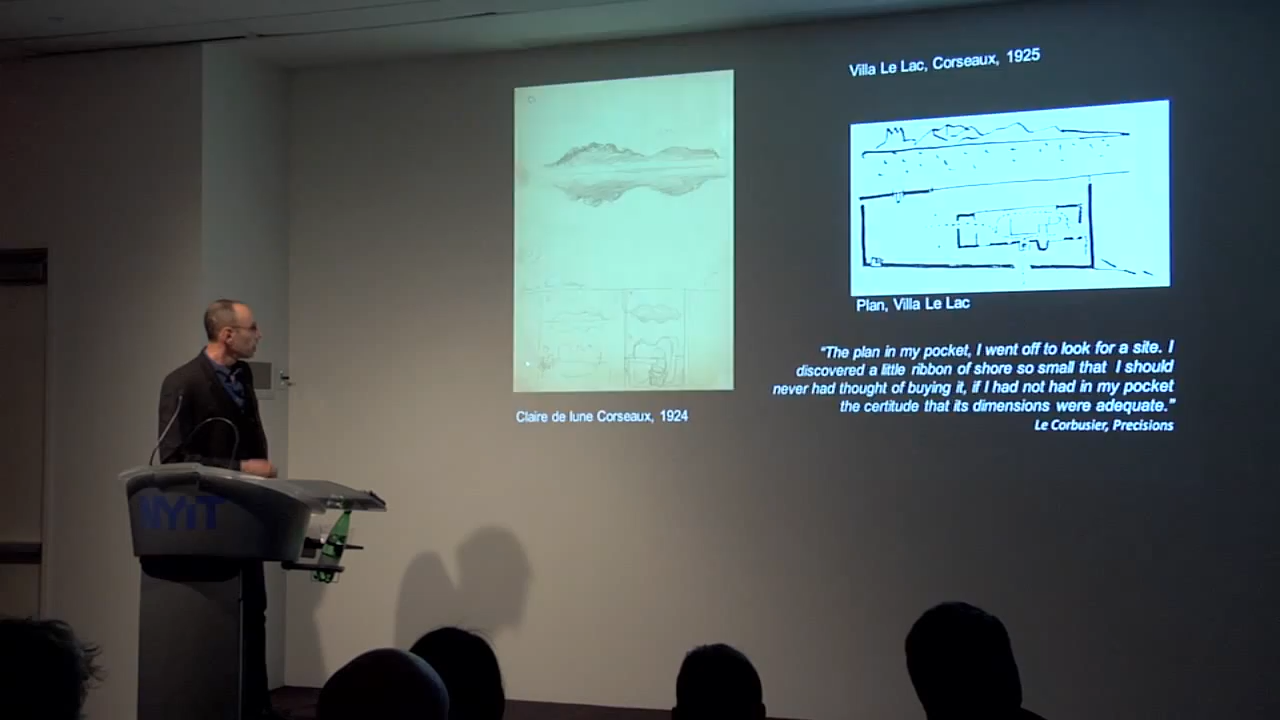 Villa Le Lac, Corseaux, 1925
Plan, Villa Le Lac
“The plan in my pocket, I went off to look for a site. I
discovered a little ribbon of shore so small that I should
never had thought of buying it, if I had not had in my pocket
the certitude that its dimensions were adequate.”
Le Corbusier, Precisions
Claire de lune Corseaux, 1924
NYIT